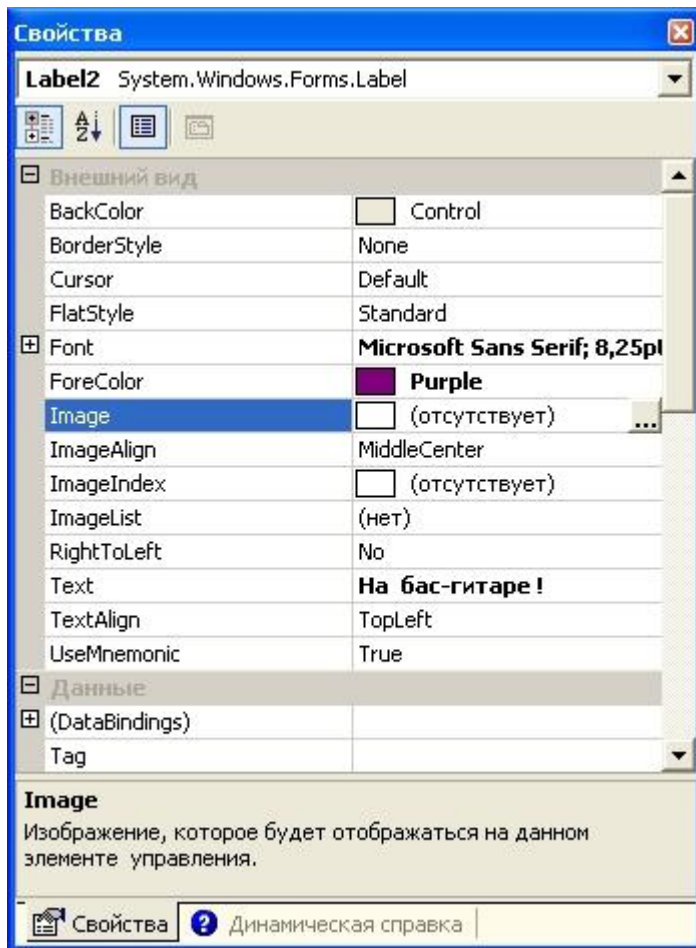 Свойства
Label2 System.Windows.Forms.Label
Внешний вид
BackColor Control
BorderStyle None
Cursor Default
FlatStyle Standard
Font Microsoft Sans Serif; 8,25pt
ForeColor Purple
Image (отсутствует) ...
ImageAlign MiddleCenter
ImageIndex (отсутствует)
ImageList (нет)
RightToLeft No
Text На бас-гитаре !
TextAlign TopLeft
UseMnemonic True
Данные
(DataBindings)
Tag
Image
Изображение, которое будет отображаться на данном
элементе управления.
Свойства Динамическая справка